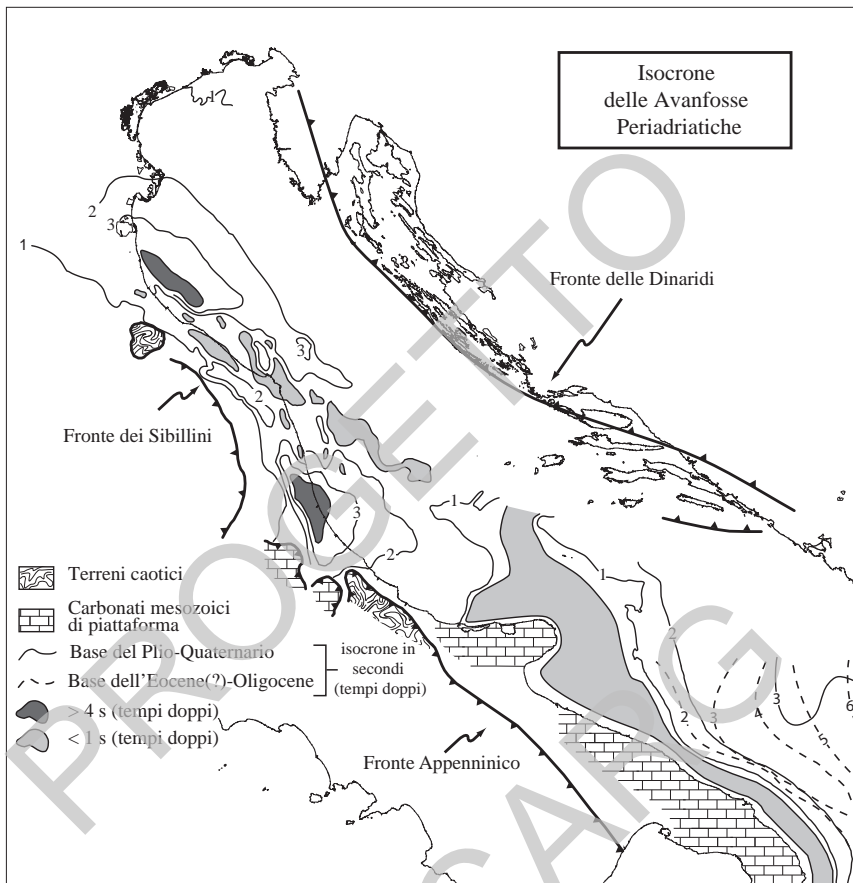 Isocrone
delle Avanfosse
Periadriatiche
1
2
3
1
Fronte delle Dinaridi
3
2
Fronte dei Sibillini
1
3
2
1
2
Terreni caotici
Carbonati mesozoici
di piattaforma
Base del Plio-Quaternario
Base dell'Eocene(?)-Oligocene
isocrone in
secondi
(tempi doppi)
> 4 s (tempi doppi)
< 1 s (tempi doppi)
2
3
4
5
3
6
Fronte Appenninico
1
PROGETTO
CARG